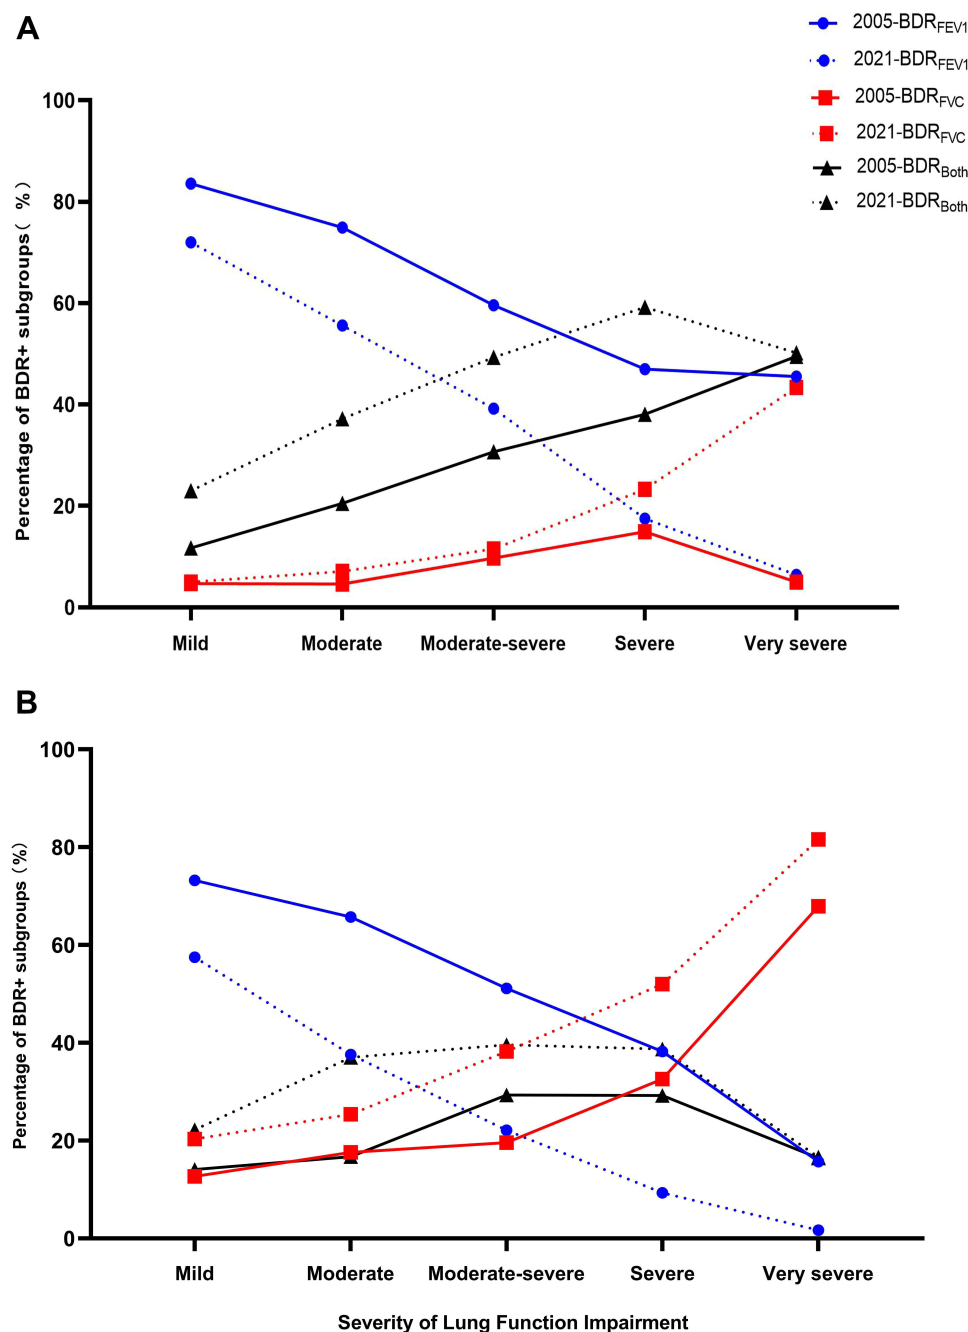 A
2005-BDRFEV1
2021-BDRFEV1
2005-BDRFVC
2021-BDRFVC
2005-BDRBoth
2021-BDRBoth
Percentage of BDR+ subgroups( %)
100
80
60
40
20
0
Mild Moderate Moderate-severe Severe Very severe
B
Percentage of BDR+ subgroups (%)
100
80
60
40
20
0
Mild Moderate Moderate-severe Severe Very severe
Severity of Lung Function Impairment